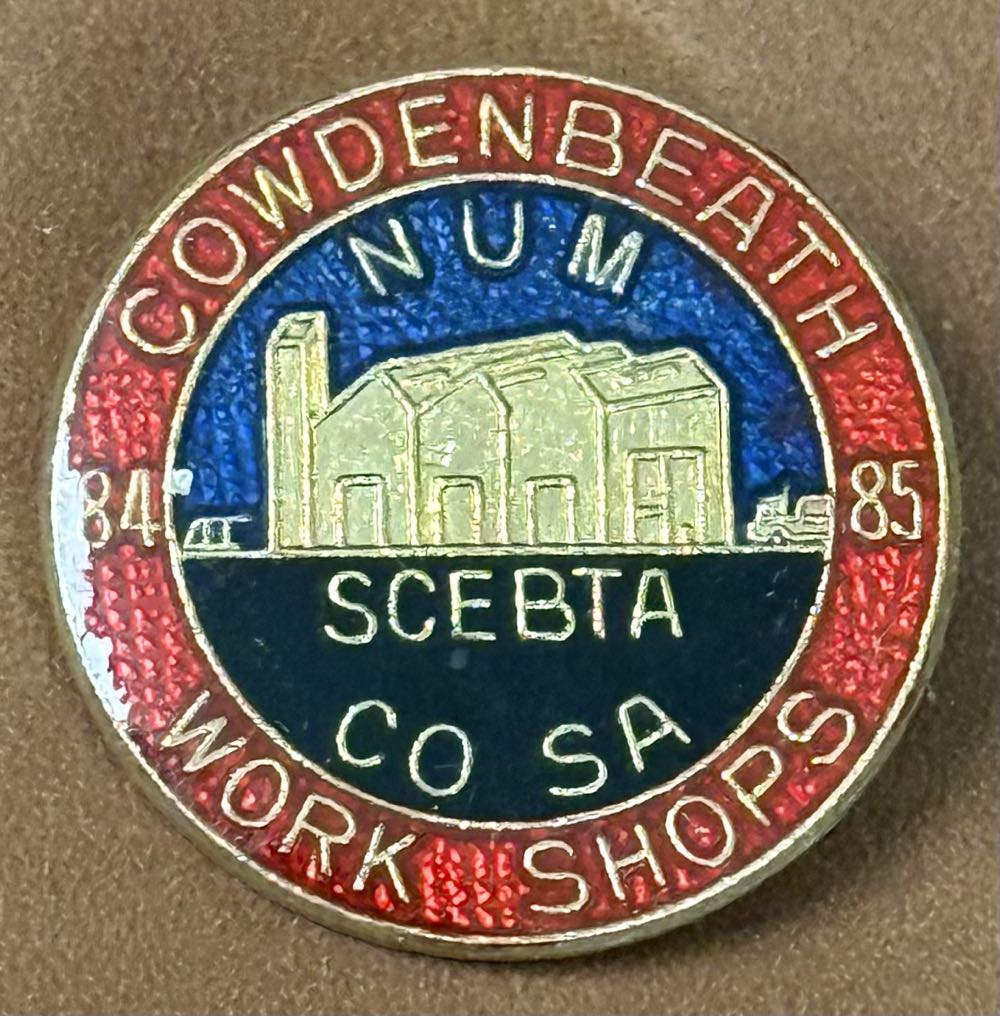 COWDENBEATH
NUM
84 85
SCEBTA
CO SA
WORK SHOPS